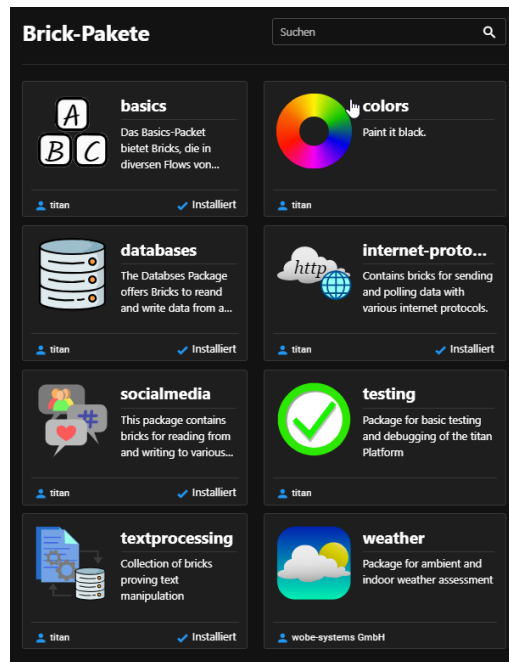 Brick-Pakete
Suchen
A
B C
basics
Das Basics-Packet
bietet Bricks, die in
diversen Flows von...
titan
Installiert
colors
Paint it black.
titan
databases
The Databses Package
offers Bricks to reand
and write data from a...
titan
Installiert
http
internet-proto...
Contains bricks for sending
and polling data with
various internet protocols.
titan
Installiert
#
socialmedia
This package contains
bricks for reading from
and writing to various...
titan
Installiert
testing
Package for basic testing
and debugging of the titan
Platform
titan
textprocessing
Collection of bricks
proving text
manipulation
titan
Installiert
weather
Package for ambient and
indoor weather assessment
wobe-systems GmbH